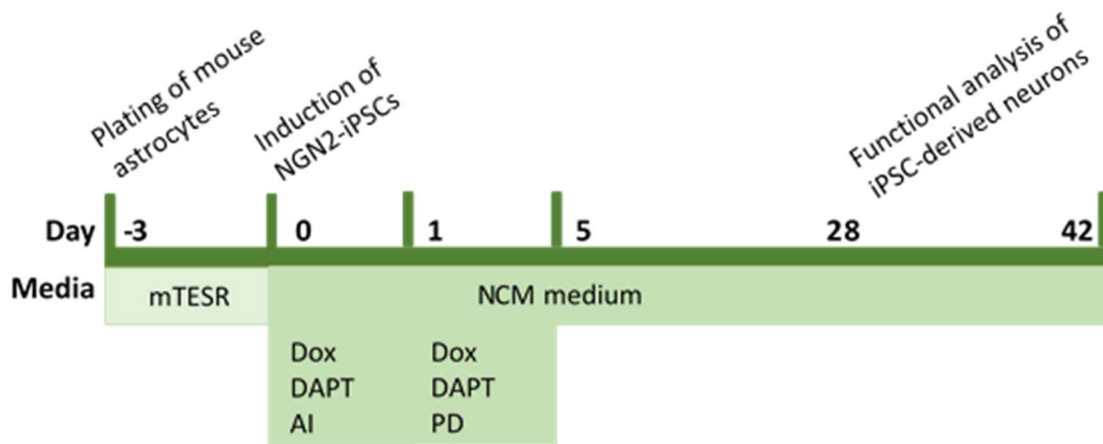 Plating of mouse
astrocytes
Induction of
NGN2-iPSCs
Functional analysis of
iPSC-derived neurons
Day -3 0 1 5 28 42
Media mTESR NCM medium
Dox Dox
DAPT DAPT
AI PD